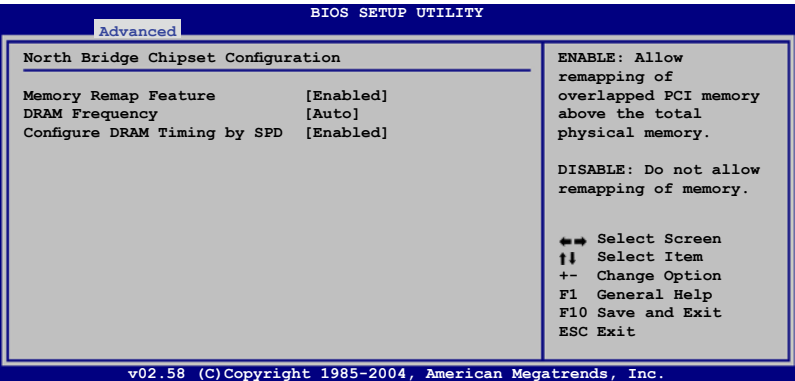 BIOS SETUP UTILITY
Advanced
North Bridge Chipset Configuration
Memory Remap Feature [Enabled]
DRAM Frequency [Auto]
Configure DRAM Timing by SPD [Enabled]
ENABLE: Allow
remapping of
overlapped PCI memory
above the total
physical memory.
DISABLE: Do not allow
remapping of memory.
←→ Select Screen
↑↓ Select Item
+- Change Option
F1 General Help
F10 Save and Exit
ESC Exit
v02.58 (C)Copyright 1985-2004, American Megatrends, Inc.